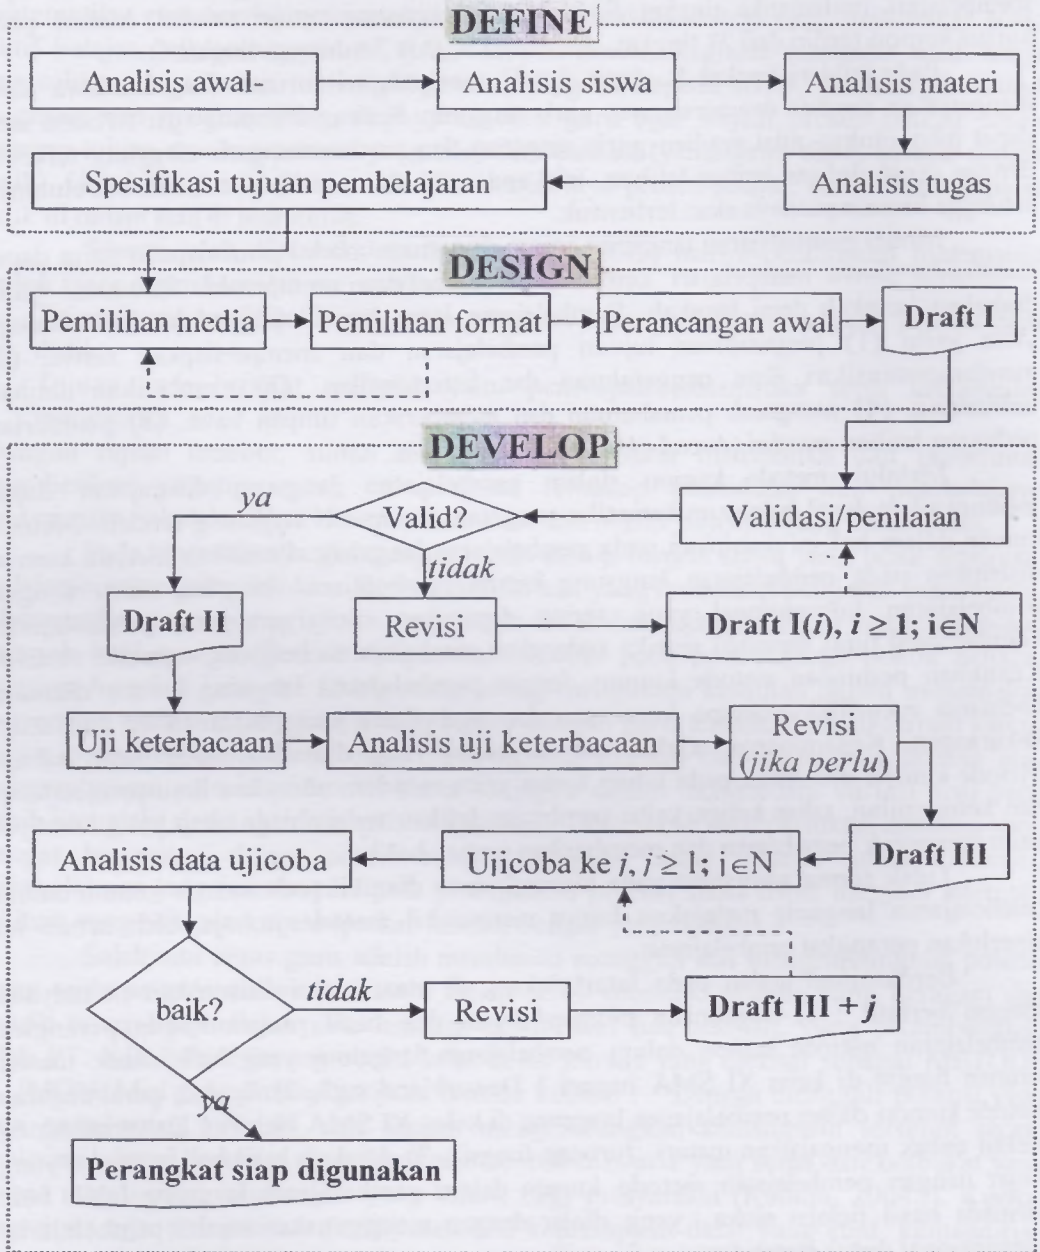 DEFINE
Analisis awal-
Analisis siswa
Analisis materi
Spesifikasi tujuan pembelajaran
Analisis tugas
DESIGN
Pemilihan media
Pemilihan format
Perancangan awal
Draft I
DEVELOP
ya
Valid?
Validasi/penilaian
tidak
Draft II
Revisi
Draft I(i), i ≥ 1; i∈N
Uji keterbacaan
Analisis uji keterbacaan
Revisi
(jika perlu)
Analisis data ujicoba
Ujicoba ke j, j ≥ 1; i∈N
Draft III
baik?
tidak
Revisi
Draft III + j
ya
Perangkat siap digunakan